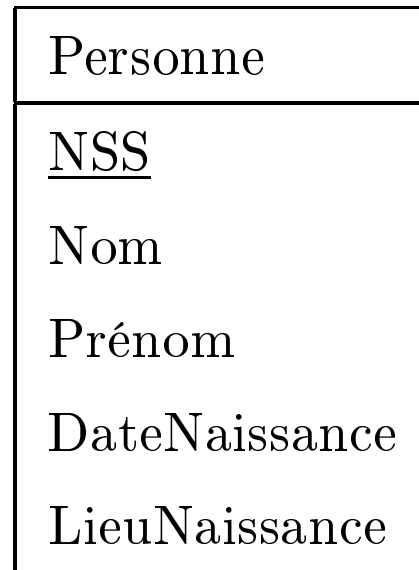 Personne
NSS
Nom
Prénom
DateNaissance
LieuNaissance